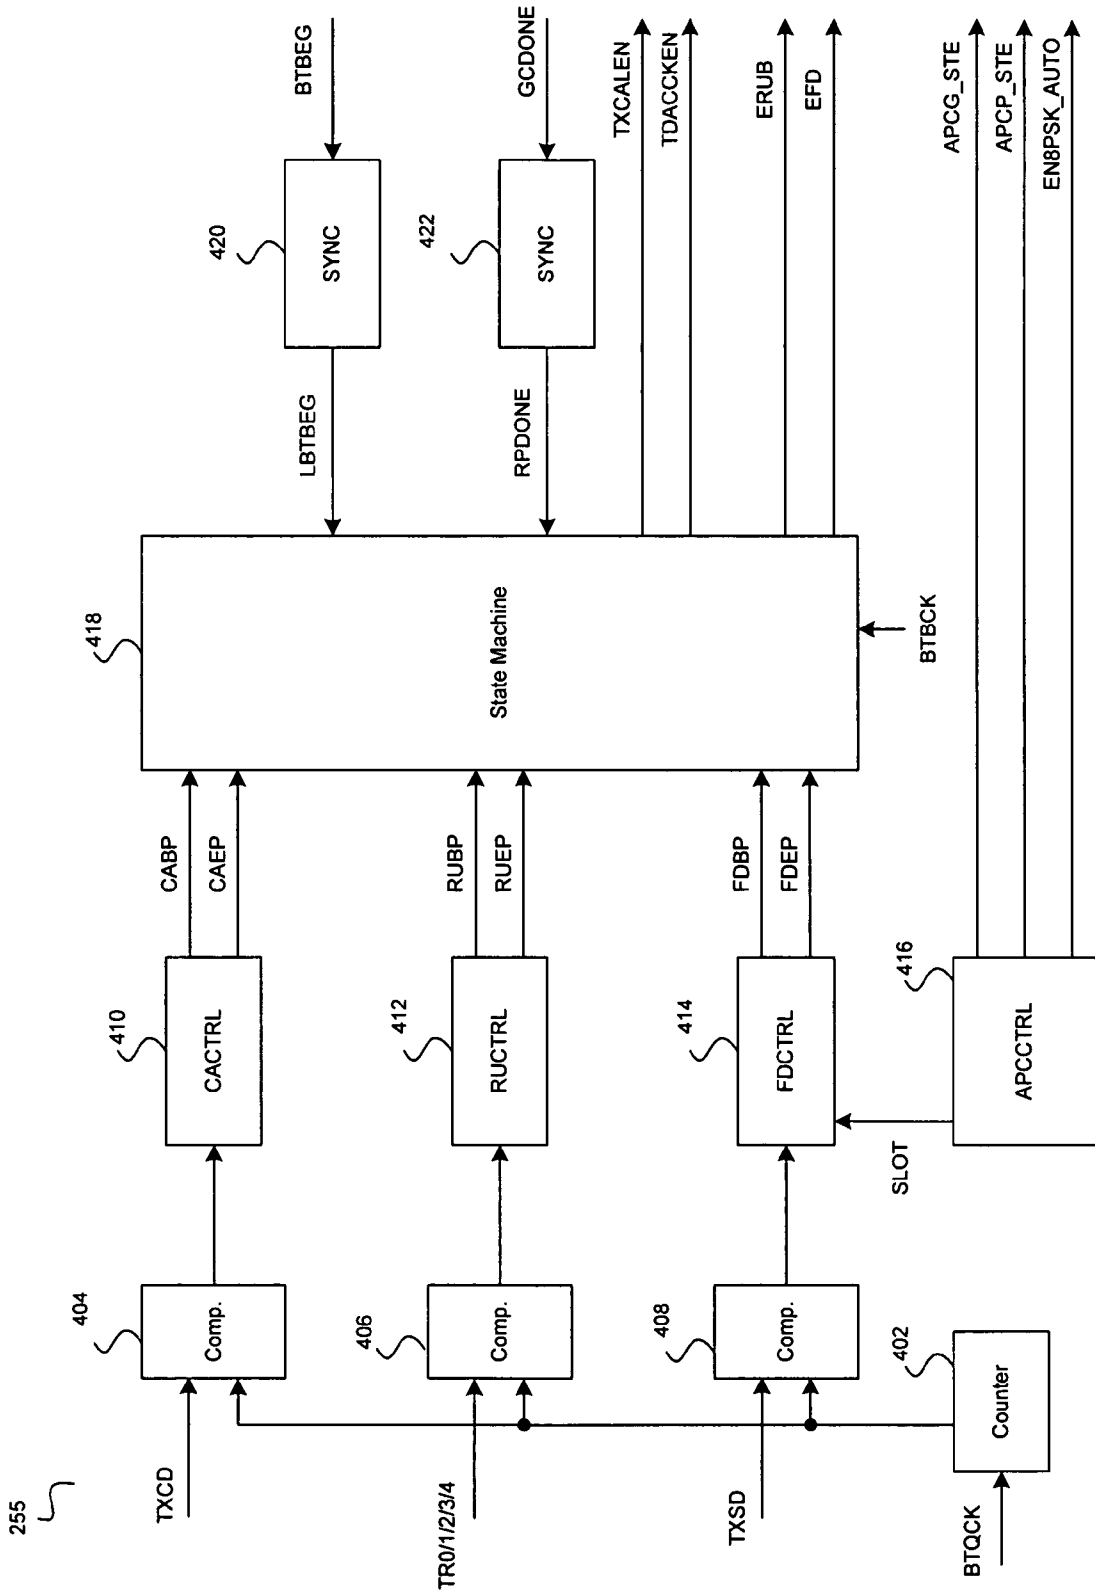 255
TXCD
404
Comp.
410
CACTRL
CABP
CAEP
418
State Machine
LBTBEG
420
SYNC
BTBEG
RPDONE
422
SYNC
GCDONE
TR0/1/2/3/4
406
Comp.
412
RUCTRL
RUBP
RUEP
TXCALEN
TDACCKEN
TXSD
408
Comp.
414
FDCTRL
FDBP
FDEP
ERUB
EFD
BTBCK
BTQCK
402
Counter
SLOT
416
APCCTRL
APCG_STE
APCP_STE
EN8PSK_AUTO